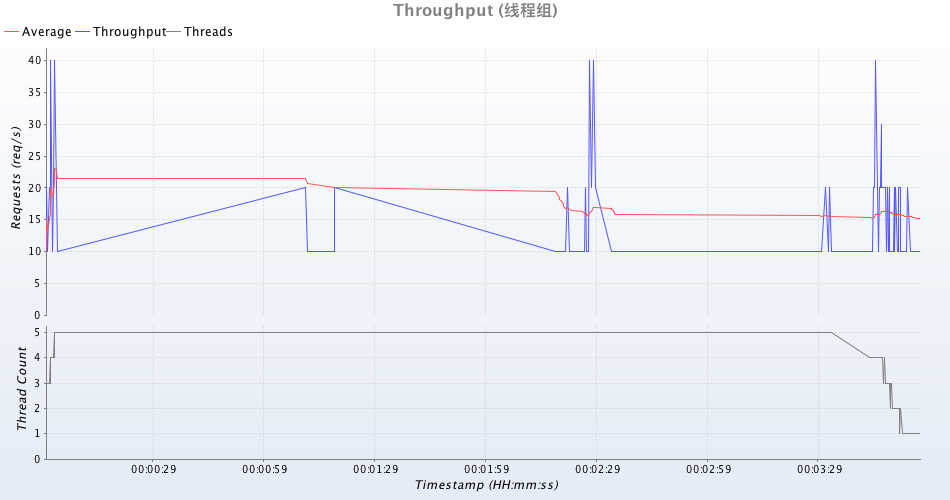 Throughput (线程组)
Average Throughput Threads
40
35
30
25
20
15
10
5
0
Requests (req/s)
5
4
3
2
1
0
Thread Count
00:00:29 00:00:59 00:01:29 00:01:59 00:02:29 00:02:59 00:03:29
Timestamp (HH:mm:ss)